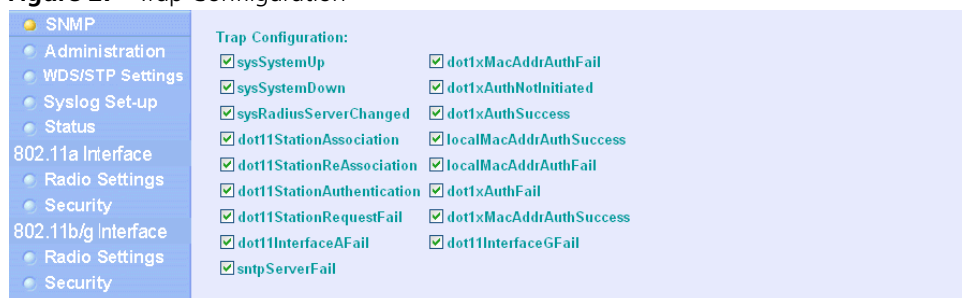 Trap Configuration
SNMP
Administration
WDS/STP Settings
Syslog Set-up
Status
802.11a Interface
Radio Settings
Security
802.11b/g Interface
Radio Settings
Security
Trap Configuration:
sysSystemUp
sysSystemDown
sysRadiusServerChanged
dot11StationAssociation
dot11StationReAssociation
dot11StationAuthentication
dot11StationRequestFail
dot11InterfaceAFail
sntpServerFail
dot1xMacAddrAuthFail
dot1xAuthNotInitiated
dot1xAuthSuccess
localMacAddrAuthSuccess
localMacAddrAuthFail
dot1xAuthFail
dot1xMacAddrAuthSuccess
dot11InterfaceGFail